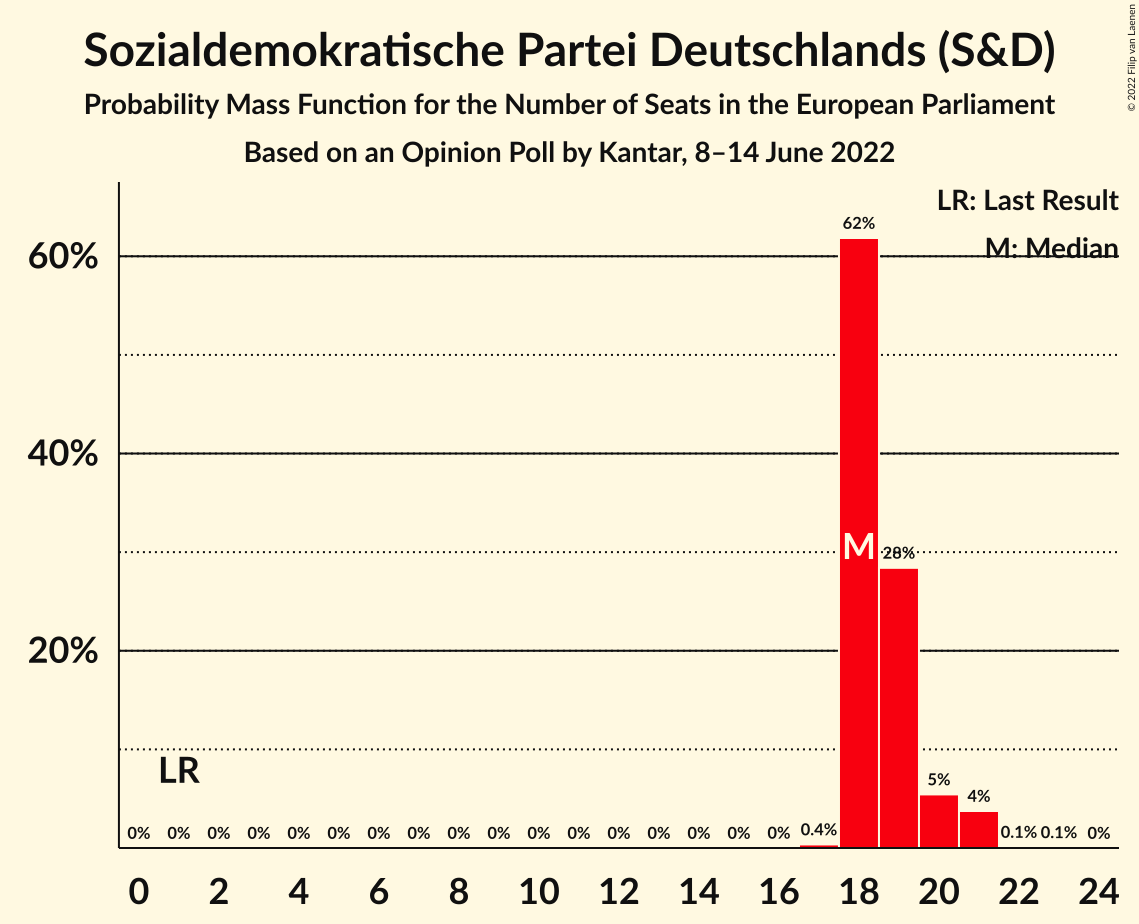 Sozialdemokratische Partei Deutschlands (S&D)
Probability Mass Function for the Number of Seats in the European Parliament
Based on an Opinion Poll by Kantar, 8–14 June 2022
© 2022 Filip van Laenen
LR: Last Result
M: Median
62%
60%
40%
M
28%
20%
LR
5%
4%
0% 0% 0% 0% 0% 0% 0% 0% 0% 0% 0% 0% 0% 0% 0% 0% 0% 0.4% 0.1% 0.1% 0%
0 2 4 6 8 10 12 14 16 18 20 22 24